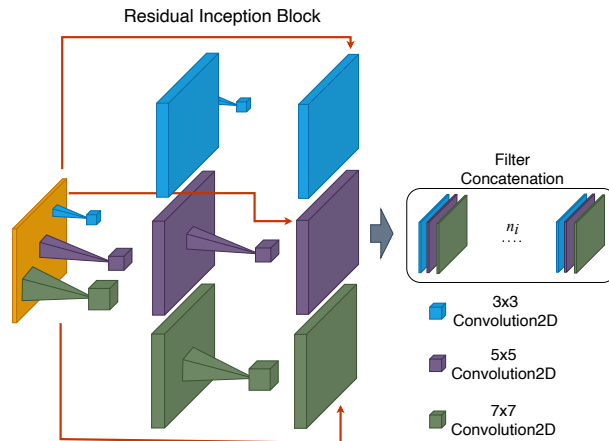 Residual Inception Block
Filter
Concatenation
n_i
....
3x3
Convolution2D
5x5
Convolution2D
7x7
Convolution2D